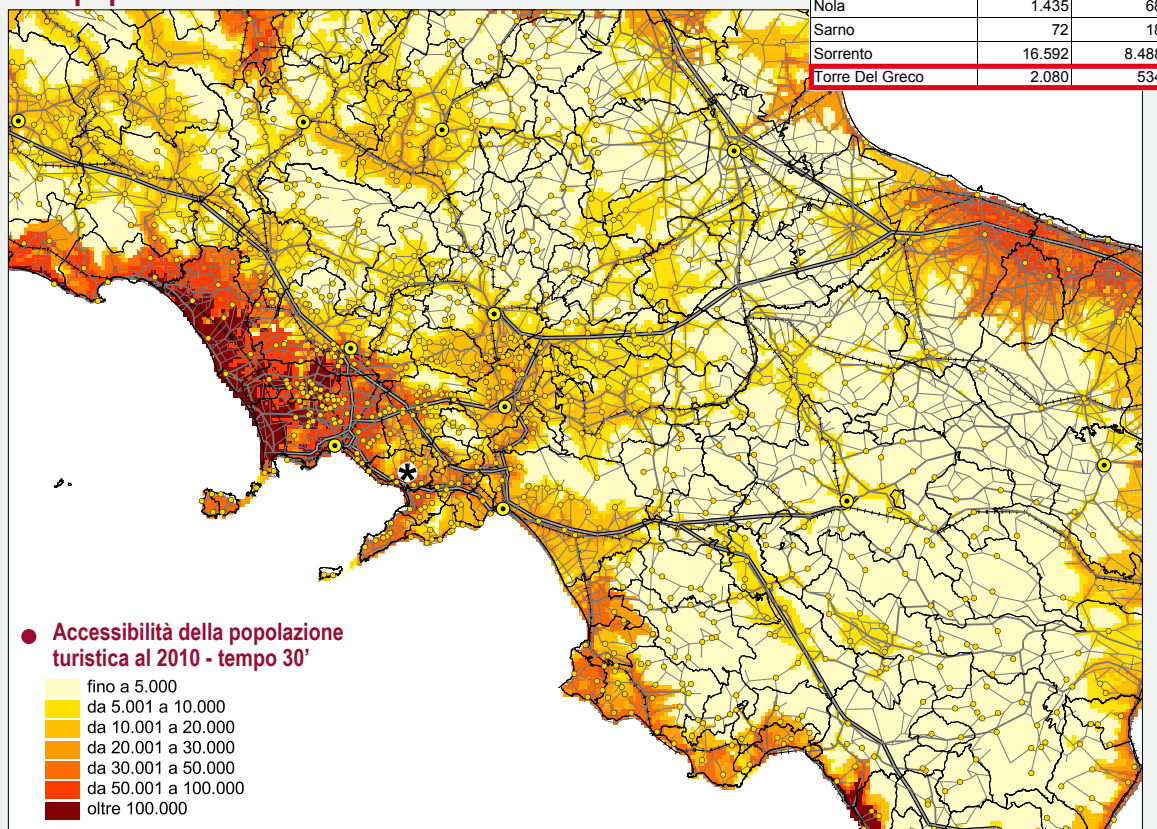 Nola 1.435 68
Sarno 72 18
Sorrento 16.592 8.488
Torre Del Greco 2.080 534
Accessibilità della popolazione
turistica al 2010 - tempo 30'
fino a 5.000
da 5.001 a 10.000
da 10.001 a 20.000
da 20.001 a 30.000
da 30.001 a 50.000
da 50.001 a 100.000
oltre 100.000